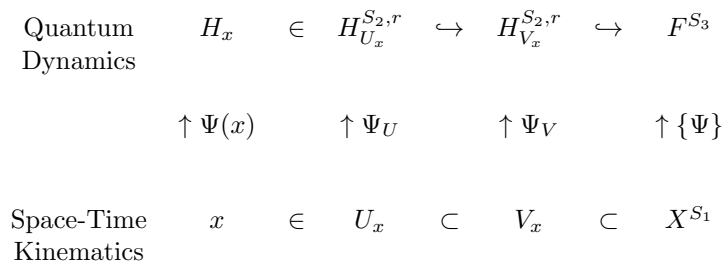 Quantum Dynamics H_x ∈ H_{U_x}^{S_2,r} ↪ H_{V_x}^{S_2,r} ↪ F^{S_3}
↑ Ψ(x) ↑ Ψ_U ↑ Ψ_V ↑ {Ψ}
Space-Time Kinematics x ∈ U_x ⊂ V_x ⊂ X^{S_1}